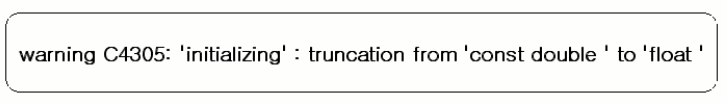 warning C4305: 'initializing' : truncation from 'const double ' to 'float '